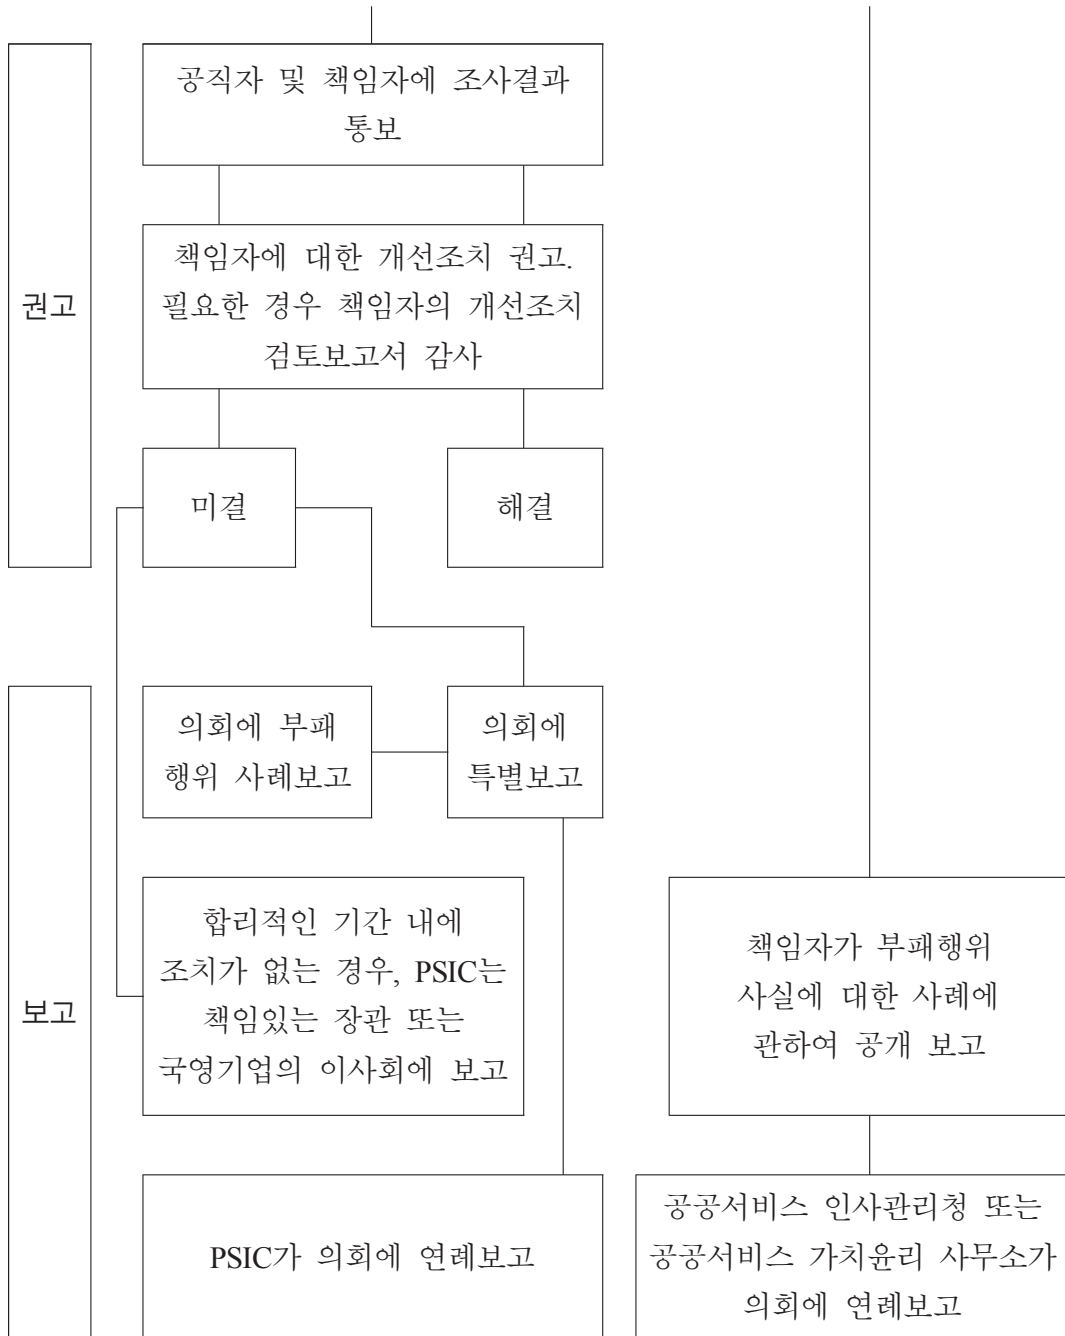 공직자 및 책임자에 조사결과
통보
권고
책임자에 대한 개선조치 권고.
필요한 경우 책임자의 개선조치
검토보고서 감사
미결
해결
보고
의회에 부패
행위 사례보고
의회에
특별보고
합리적인 기간 내에
조치가 없는 경우, PSIC는
책임있는 장관 또는
국영기업의 이사회에 보고
책임자가 부패행위
사실에 대한 사례에
관하여 공개 보고
PSIC가 의회에 연례보고
공공서비스 인사관리청 또는
공공서비스 가치윤리 사무소가
의회에 연례보고